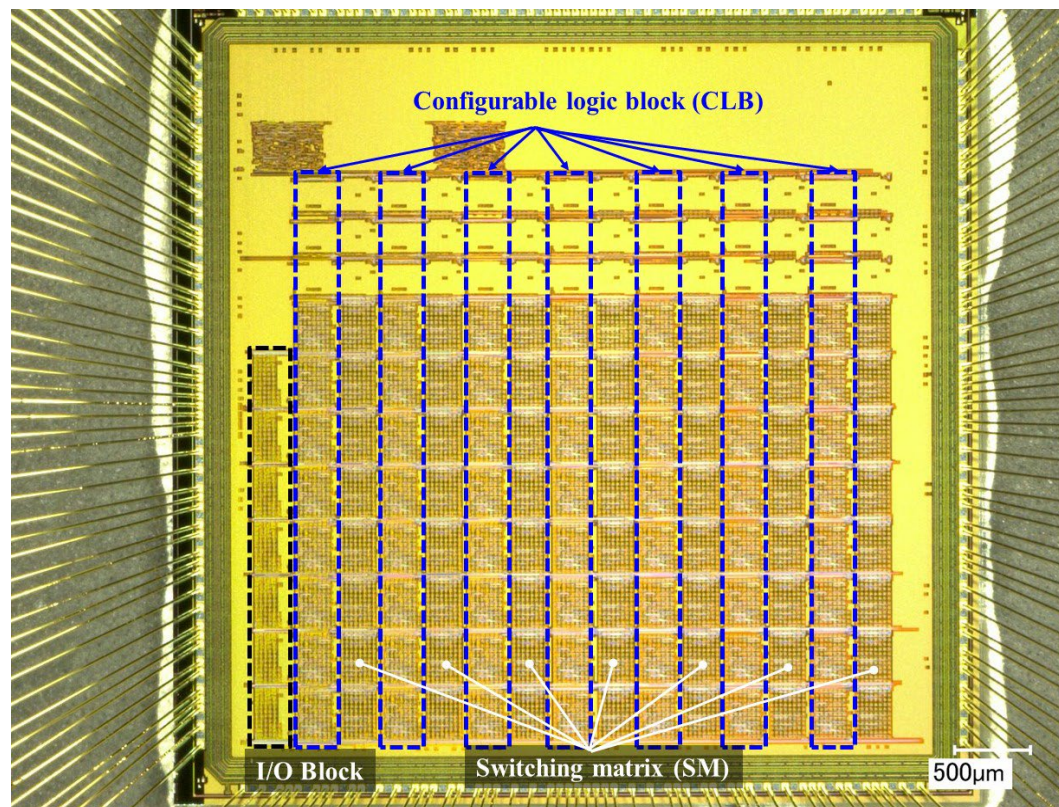 Configurable logic block (CLB)
I/O Block
Switching matrix (SM)
500µm